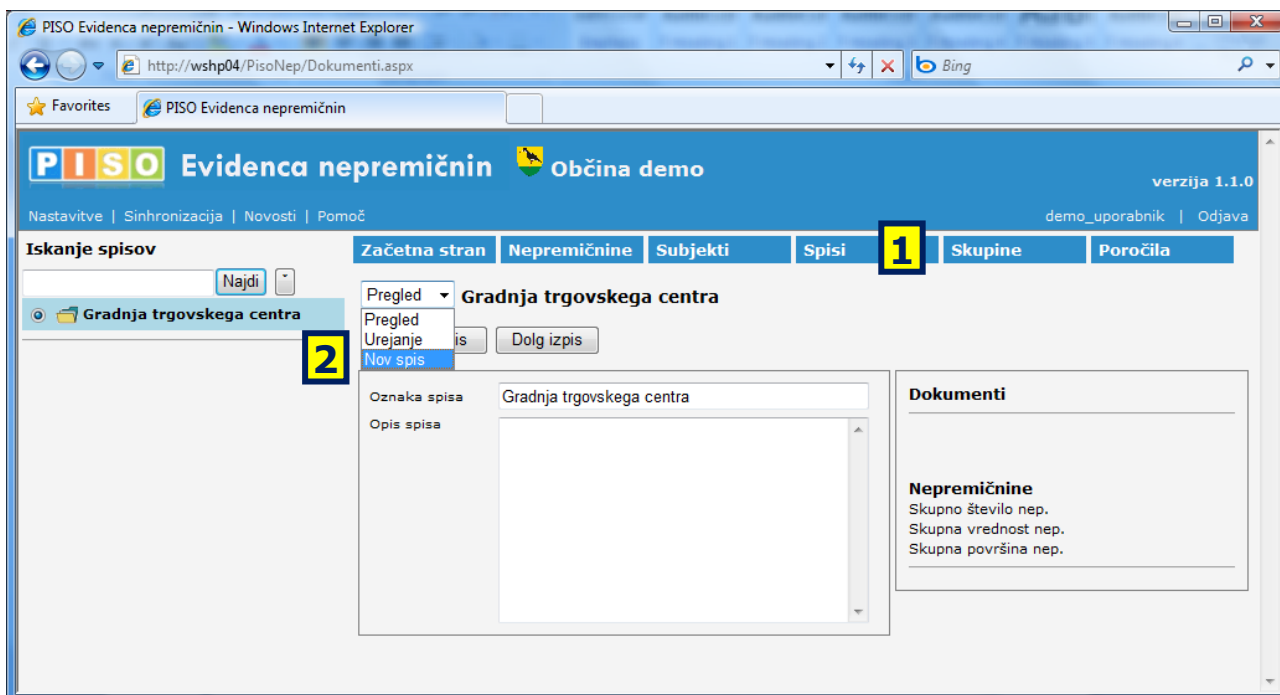 PISO Evidenca nepremičnin - Windows Internet Explorer
http://wshp04/PisoNep/Dokumenti.aspx
Bing
Favorites
PISO Evidenca nepremičnin
PISO Evidenca nepremičnin Občina demo
verzija 1.1.0
Nastavitve | Sinhronizacija | Novosti | Pomoč
demo_uporabnik | Odjava
Iskanje spisov
Začetna stran Nepremičnine Subjekti Spisi 1 Skupine Poročila
Najdi
Pregled Gradnja trgovskega centra
Gradnja trgovskega centra
Pregled
Urejanje
Nov spis
is
Dolg izpis
2
Oznaka spisa Gradnja trgovskega centra
Opis spisa
Dokumenti
Nepremičnine
Skupno število nep.
Skupna vrednost nep.
Skupna površina nep.